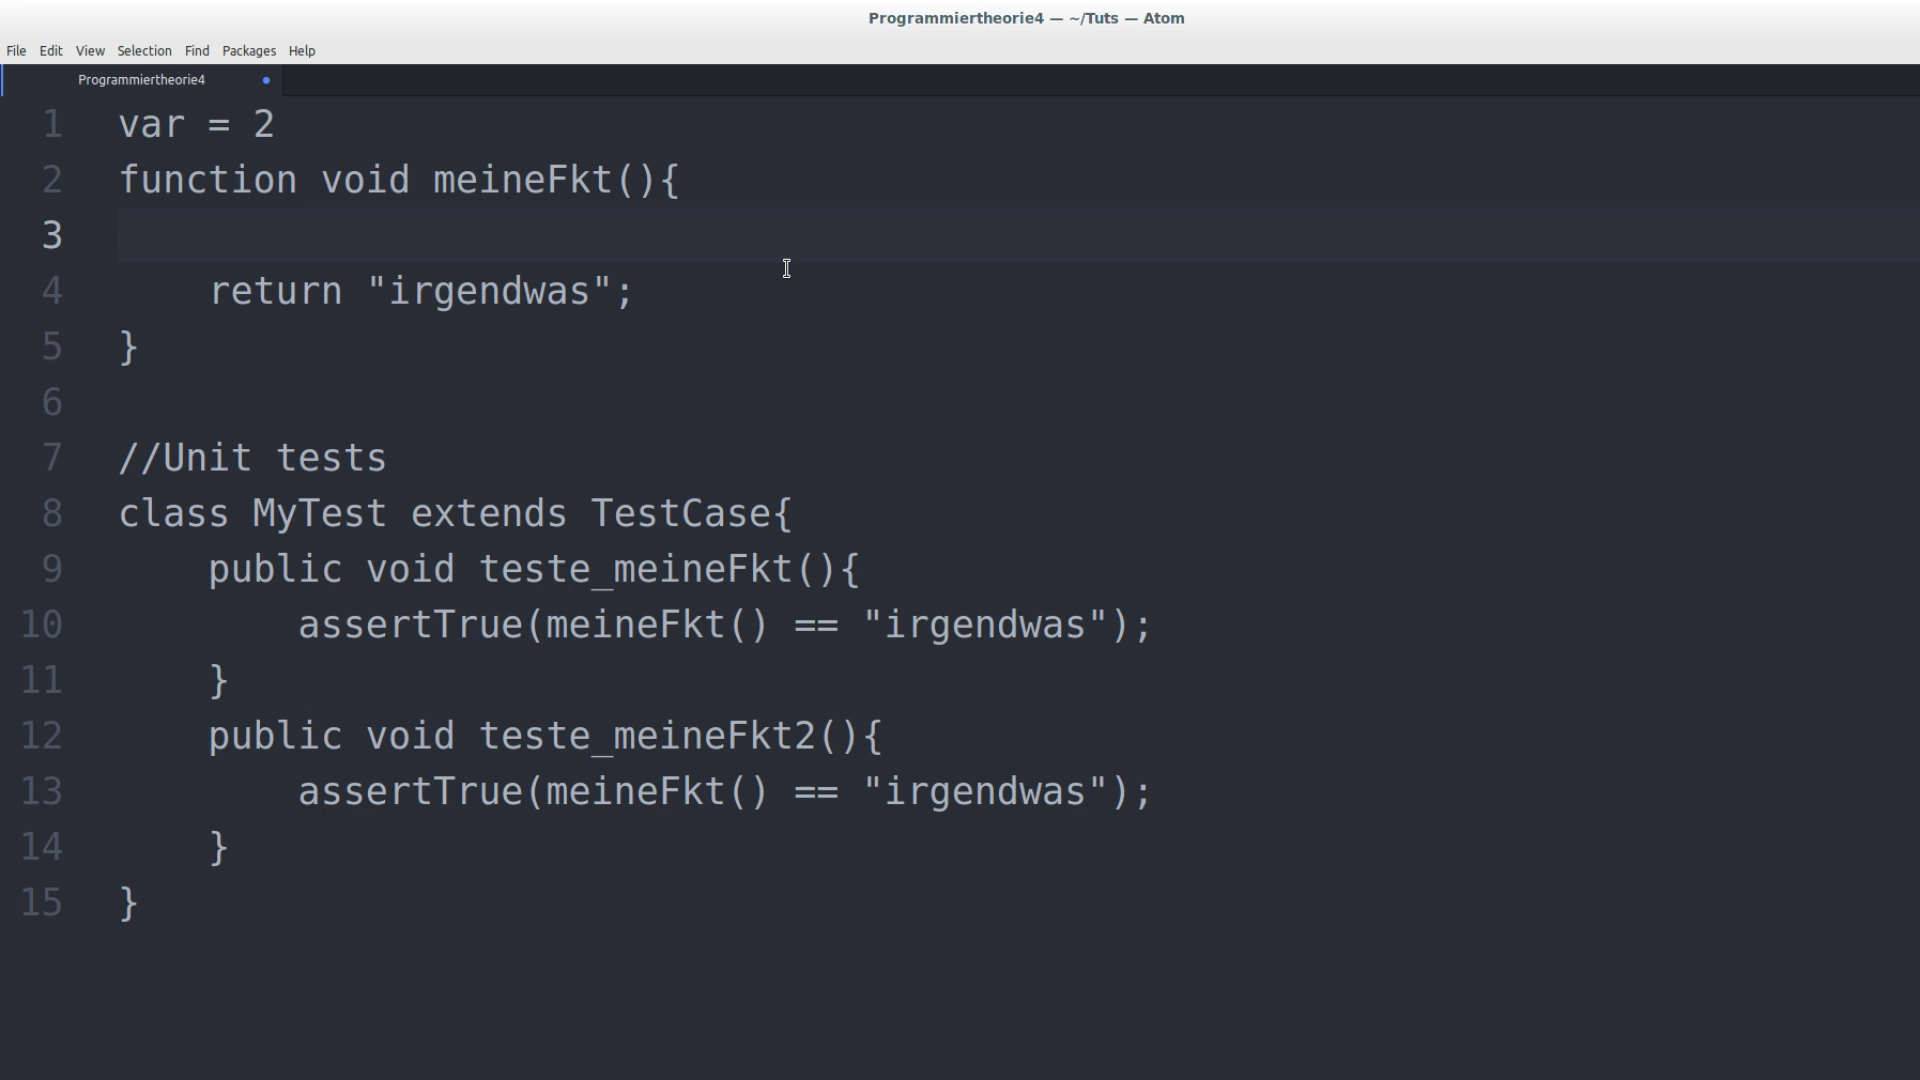 Programmiertheorie4 — ~/Tuts — Atom
File Edit View Selection Find Packages Help
Programmiertheorie4
1 var = 2
2 function void meineFkt(){
3
4 return "irgendwas";
5 }
6
7 //Unit tests
8 class MyTest extends TestCase{
9 public void teste_meineFkt(){
10 assertTrue(meineFkt() == "irgendwas");
11 }
12 public void teste_meineFkt2(){
13 assertTrue(meineFkt() == "irgendwas");
14 }
15 }